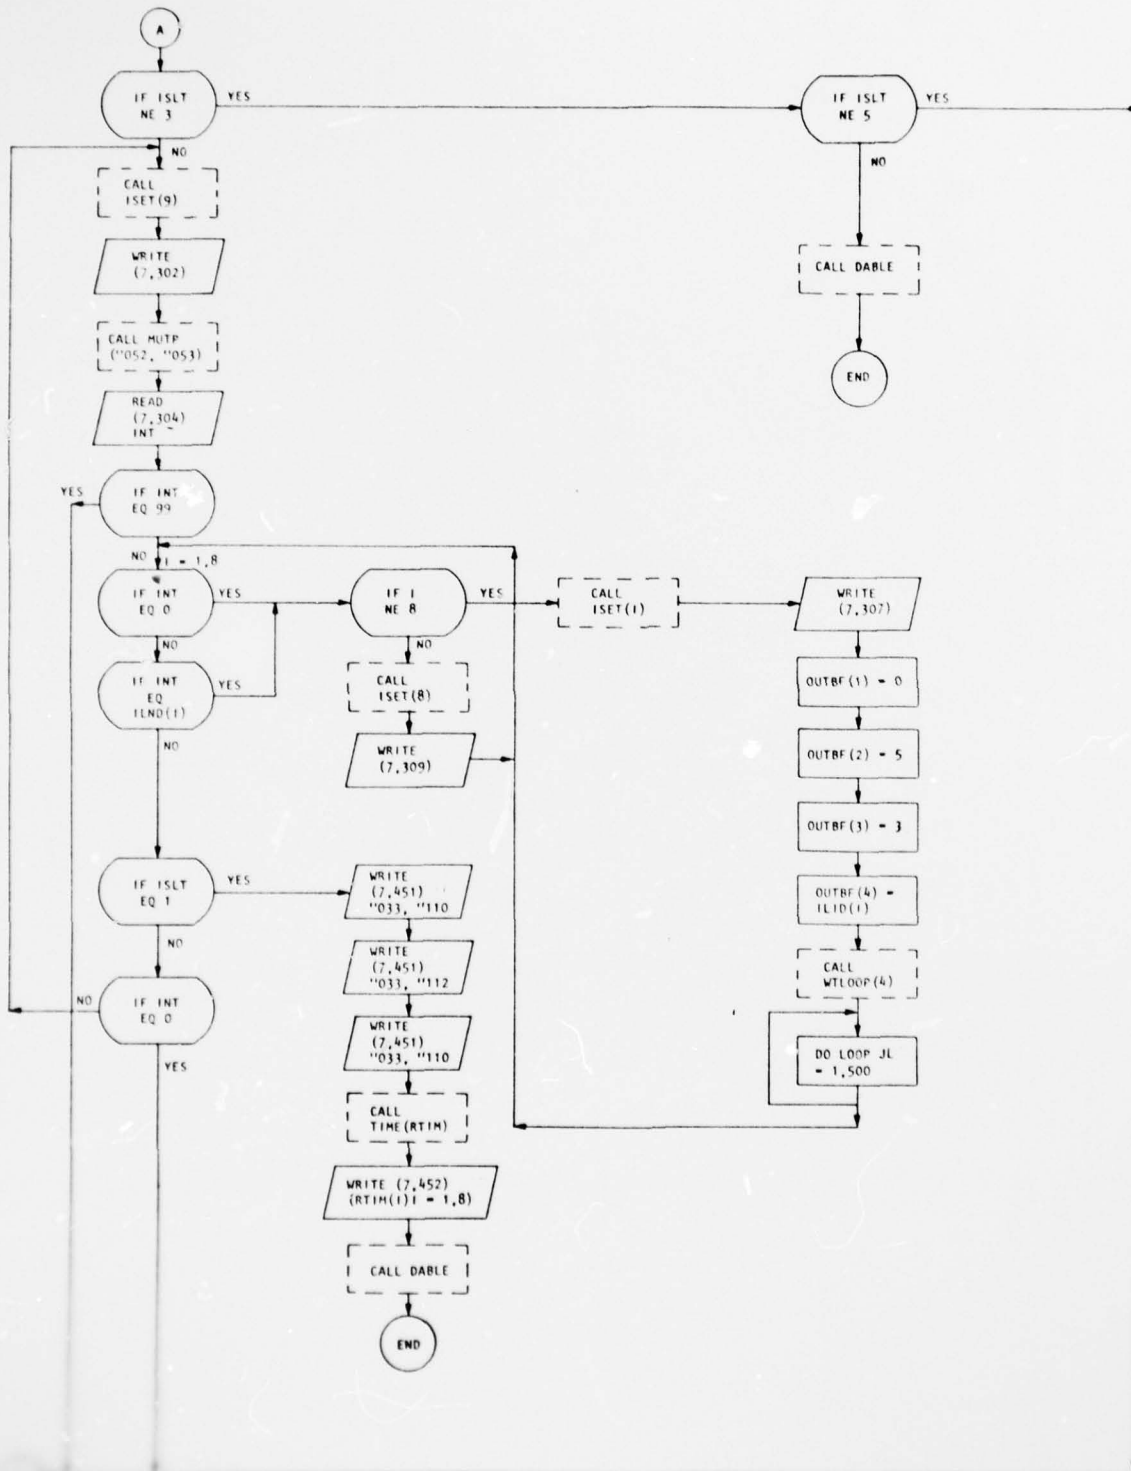 A
IF ISLT
NE 3
YES
NO
CALL
ISET(9)
WRITE
(7,302)
CALL MUTP
("052, "053)
READ
(7,304)
INT
IF INT
EQ 99
YES
NO
I = 1,8
IF INT
EQ 0
YES
NO
IF INT
EQ
ILND(I)
YES
NO
IF ISLT
EQ 1
YES
NO
IF INT
EQ 0
NO
YES
IF I
NE 8
YES
NO
CALL
ISET(8)
WRITE
(7,309)
WRITE
(7,451)
"033, "110
WRITE
(7,451)
"033, "112
WRITE
(7,451)
"033, "110
CALL
TIME(RTIM)
WRITE (7,452)
(RTIM(I)I = 1,8)
CALL DABLE
END
CALL
ISET(I)
IF ISLT
NE 5
YES
NO
CALL DABLE
END
WRITE
(7,307)
OUTBF(1) = 0
OUTBF(2) = 5
OUTBF(3) = 3
OUTBF(4) =
ILID(I)
CALL
WTLOOP(4)
DO LOOP JL
= 1,500